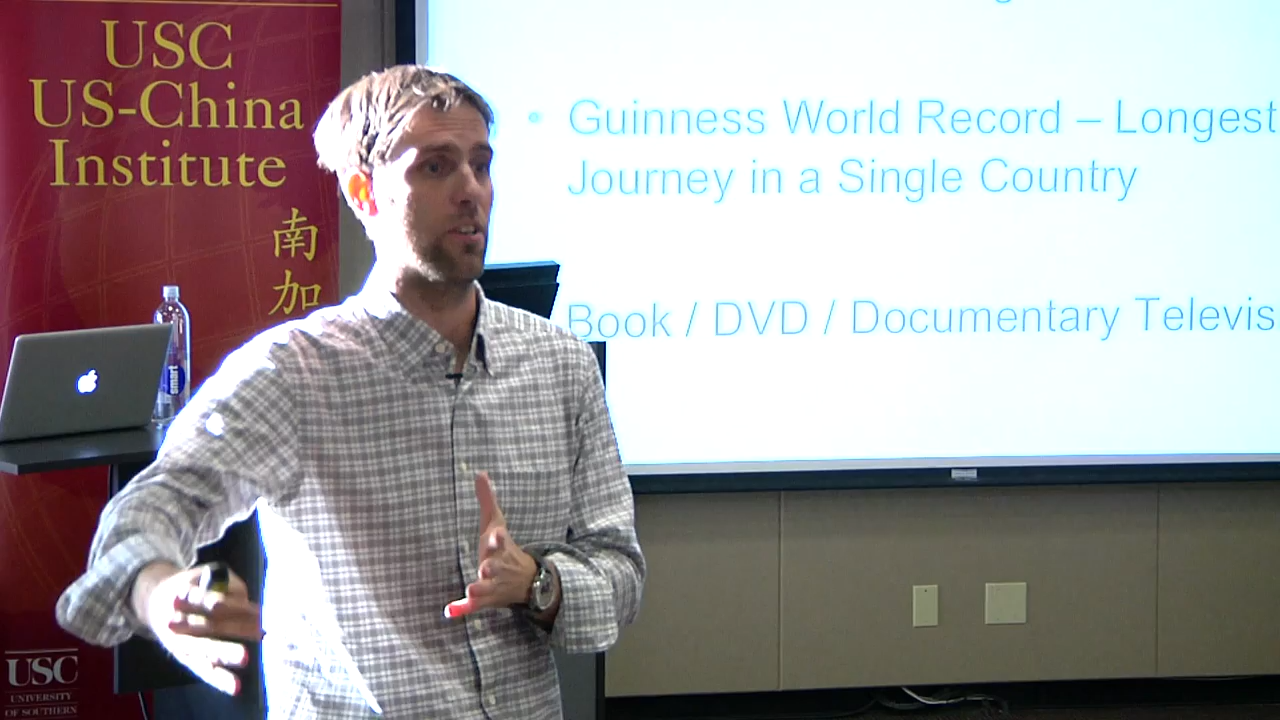 USC
US-China
Institute
南
加
smart
USC
UNIVERSITY
OF SOUTHERN
Guinness World Record – Longest
Journey in a Single Country
Book / DVD / Documentary Televis